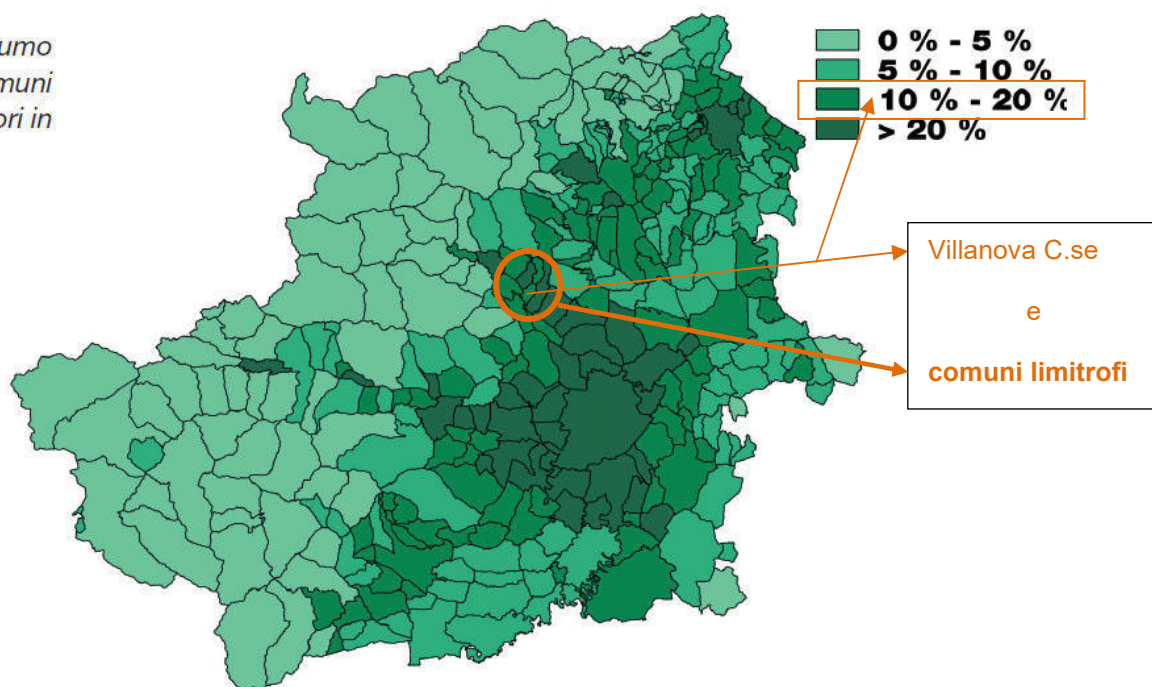 umo
muni
ori in
0 % - 5 %
5 % - 10 %
10 % - 20 %
> 20 %
Villanova C.se
e
comuni limitrofi